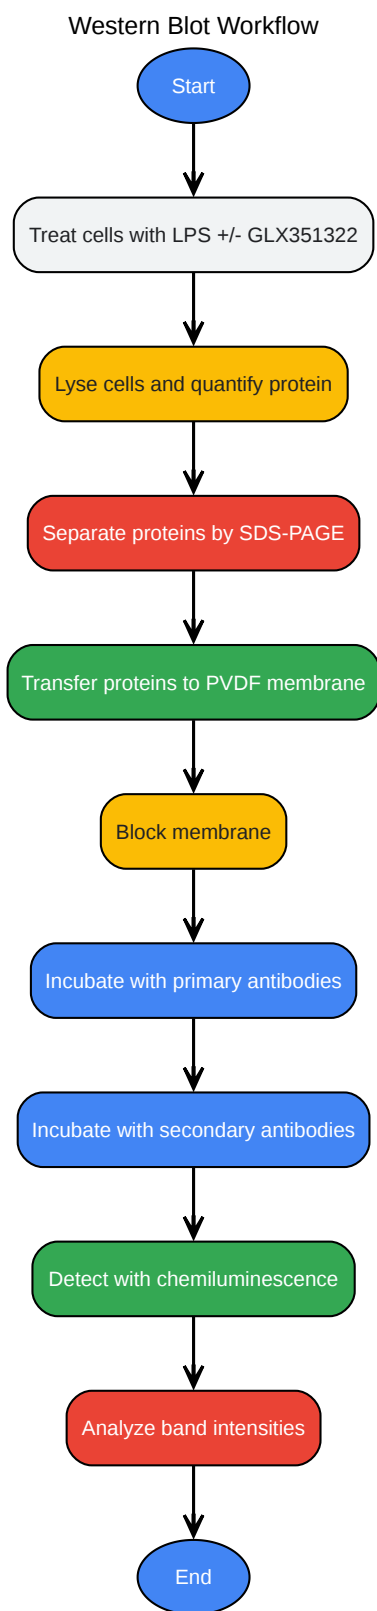 Western Blot Workflow
Start
Treat cells with LPS +/- GLX351322
Lyse cells and quantify protein
Separate proteins by SDS-PAGE
Transfer proteins to PVDF membrane
Block membrane
Incubate with primary antibodies
Incubate with secondary antibodies
Detect with chemiluminescence
Analyze band intensities
End